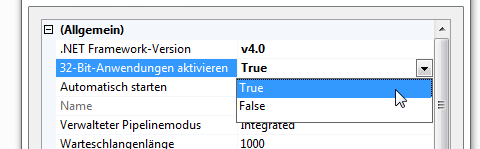 (Allgemein)
.NET Framework-Version v4.0
32-Bit-Anwendungen aktivieren True
Automatisch starten True
Name False
Verwalteter Pipelinemodus Integrated
Warteschlangenlänge 1000